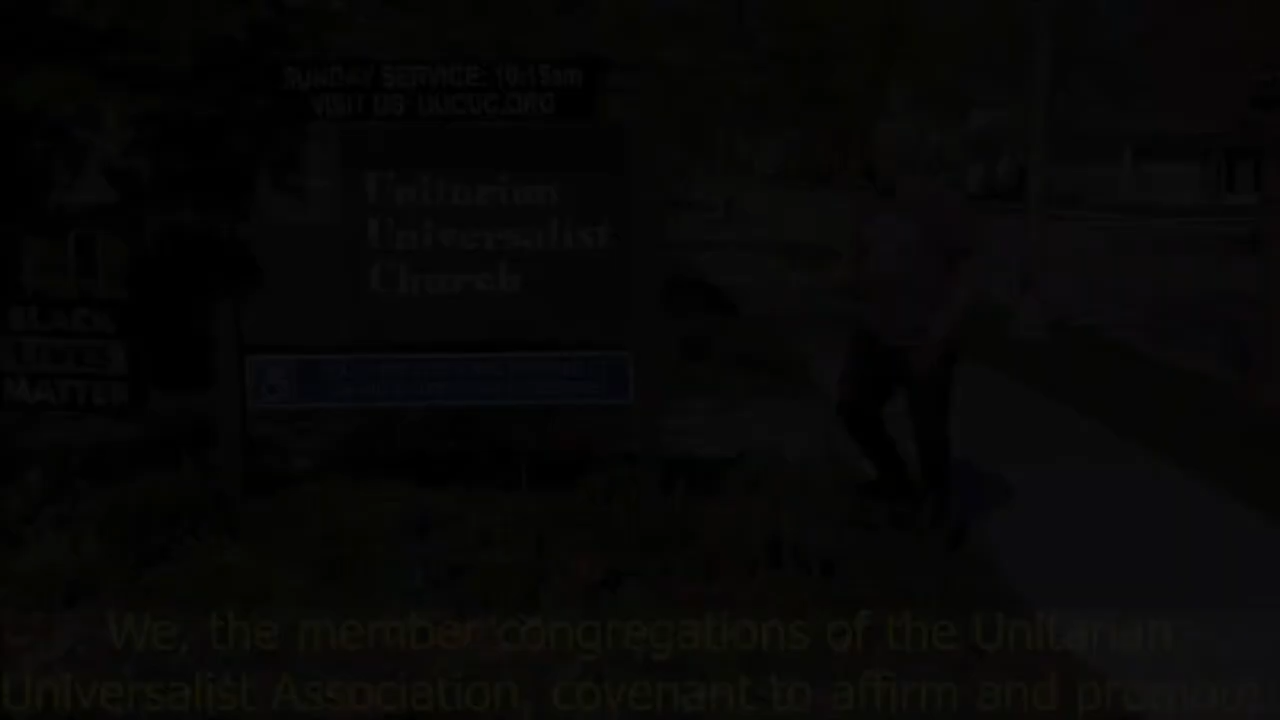 SUNDAY SERVICE: 10:15am
VISIT US UUCUC.ORG
Unitarian
Universalist
Church
BLACK
LIVES
MATTER
We, the member congregations of the Unitarian
Universalist Association, covenant to affirm and promote